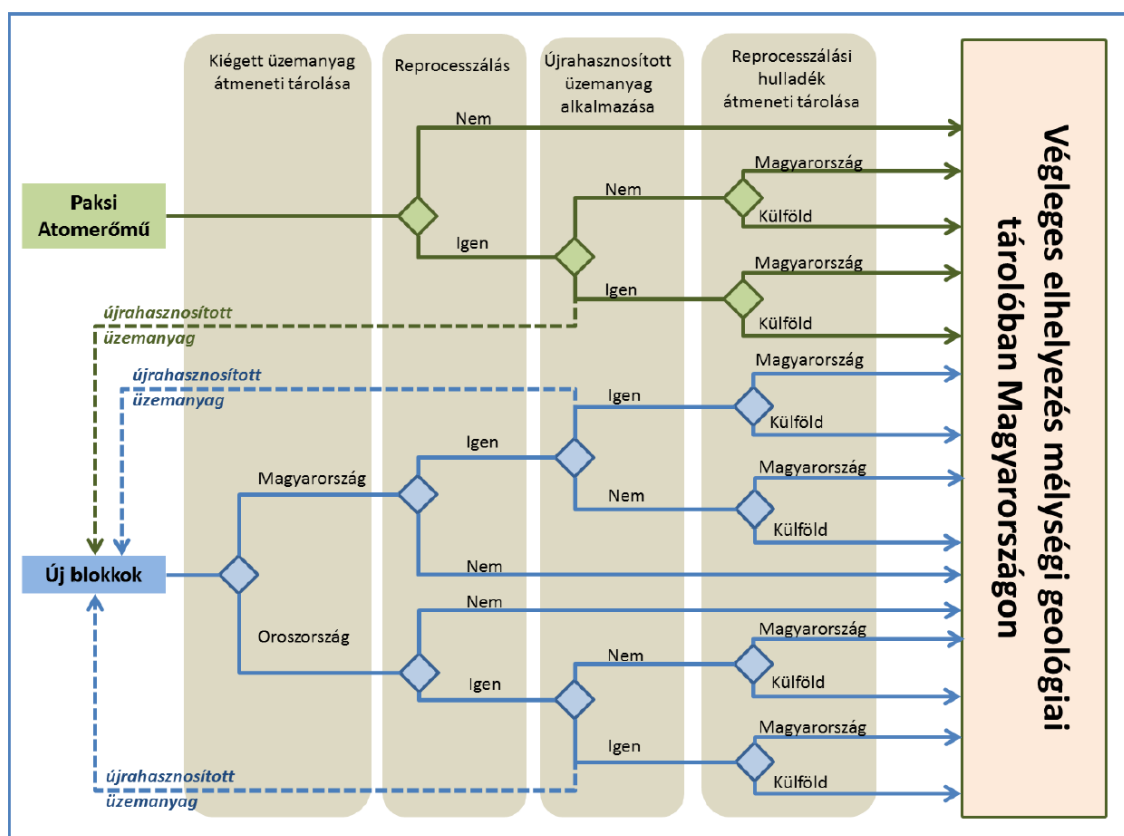 Kiégett üzemanyag
átmeneti tárolása
Reprocesszálás
Újrahasznosított
üzemanyag
alkalmazása
Reprocesszálási
hulladék
átmeneti tárolása
Nem
Magyarország
Paksi
Atomerőmű
Nem
Külföld
Igen
Magyarország
Igen
újrahasznosított
üzemanyag
Külföld
Magyarország
újrahasznosított
üzemanyag
Igen
Külföld
Igen
Magyarország
Magyarország
Nem
Külföld
Új blokkok
Nem
Nem
Oroszország
Magyarország
Nem
Igen
Külföld
Magyarország
Igen
újrahasznosított
üzemanyag
Külföld
Végleges elhelyezés mélységi geológiai
tárolóban Magyarországon